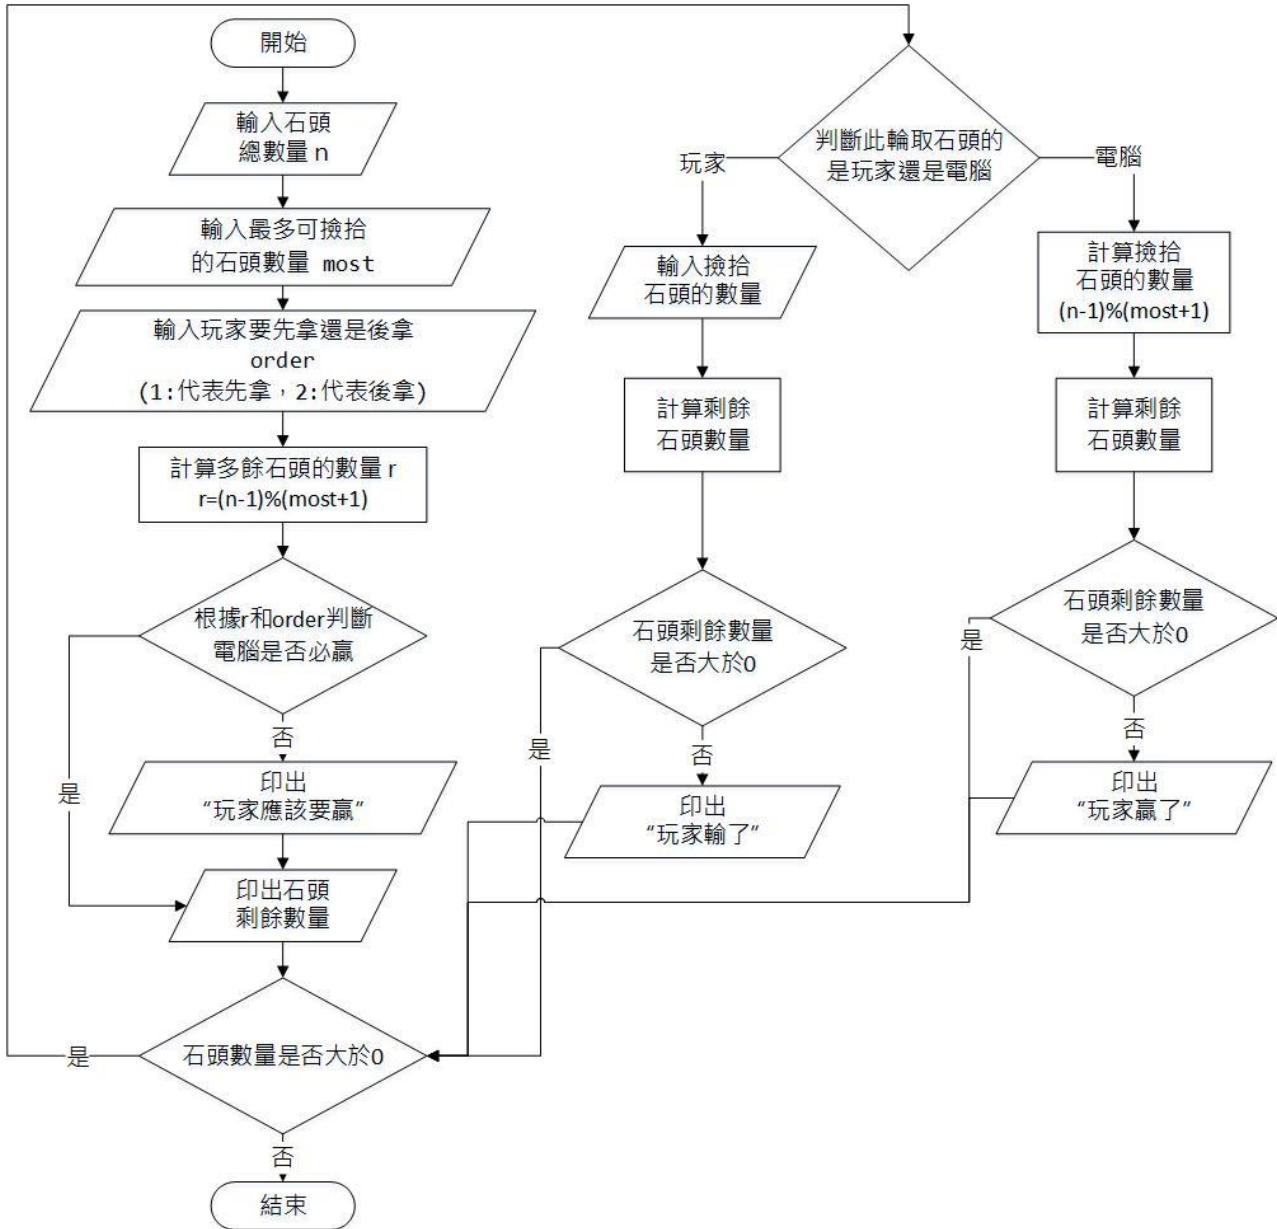 開始
輸入石頭
總數量 n
輸入最多可撿拾
的石頭數量 most
輸入玩家要先拿還是後拿
order
(1:代表先拿，2:代表後拿)
計算多餘石頭的數量 r
r=(n-1)%(most+1)
根據r和order判斷
電腦是否必贏
是
否
印出
“玩家應該要贏”
印出石頭
剩餘數量
石頭數量是否大於0
是
否
結束
判斷此輪取石頭的
是玩家還是電腦
玩家
電腦
輸入撿拾
石頭的數量
計算剩餘
石頭數量
石頭剩餘數量
是否大於0
是
否
印出
“玩家輸了”
計算撿拾
石頭的數量
(n-1)%(most+1)
計算剩餘
石頭數量
石頭剩餘數量
是否大於0
是
否
印出
“玩家贏了”